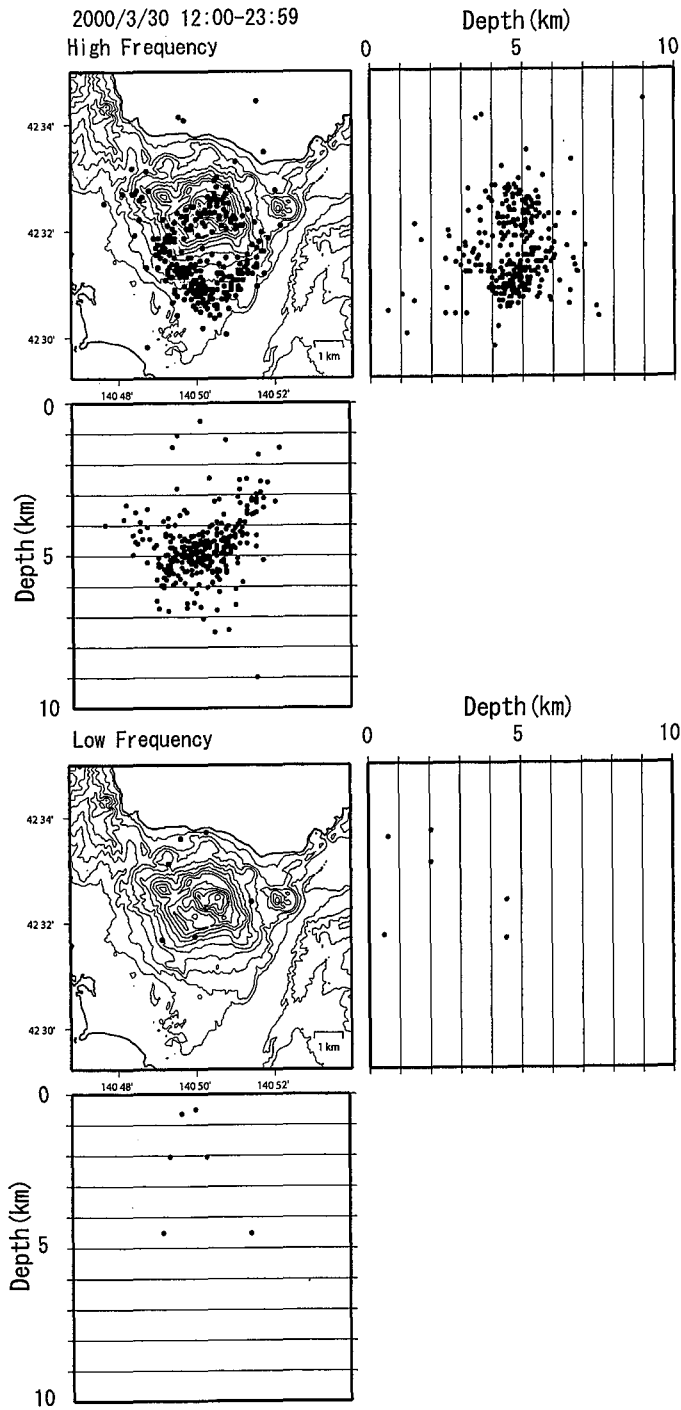 2000/3/30 12:00-23:59
High Frequency
Depth(km)
0 5 10
42 34'
42 32'
42 30'
1 km
140 48' 140 50' 140 52'
0
5
10
Depth(km)
Low Frequency
Depth(km)
0 5 10
42 34'
42 32'
42 30'
1 km
140 48' 140 50' 140 52'
0
5
10
Depth(km)